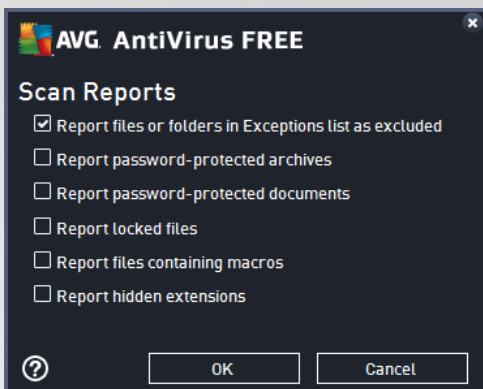 AVG. AntiVirus FREE
Scan Reports
Report files or folders in Exceptions list as excluded
Report password-protected archives
Report password-protected documents
Report locked files
Report files containing macros
Report hidden extensions
? OK Cancel